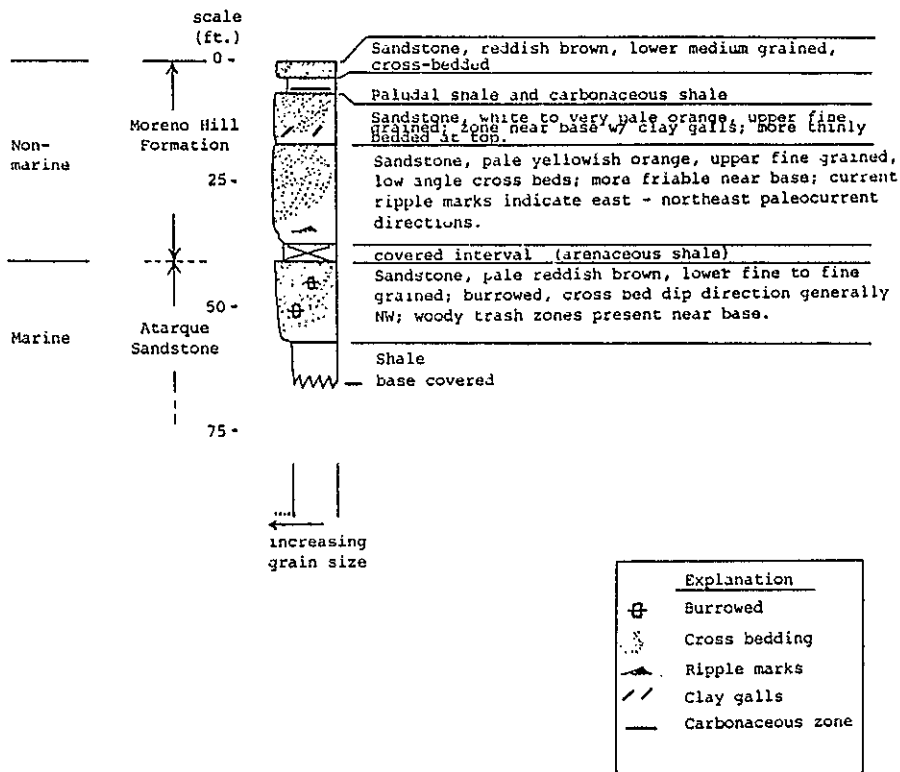 scale
(ft.)
0 -
Sandstone, reddish brown, lower medium grained,
cross-bedded
Paludal shale and carbonaceous shale
Moreno Hill
Formation
Sandstone, white to very pale orange, upper fine
grained; zone near base w/ clay galls; more thinly
bedded at top.
Non-
marine
25 -
Sandstone, pale yellowish orange, upper fine grained,
low angle cross beds; more friable near base; current
ripple marks indicate east - northeast paleocurrent
directions.
covered interval (arenaceous shale)
Sandstone, pale reddish brown, lower fine to fine
grained; burrowed, cross bed dip direction generally
NW; woody trash zones present near base.
50 -
Marine
Atarque
Sandstone
Shale
base covered
75 -
increasing
grain size
Explanation
Burrowed
Cross bedding
Ripple marks
Clay galls
Carbonaceous zone